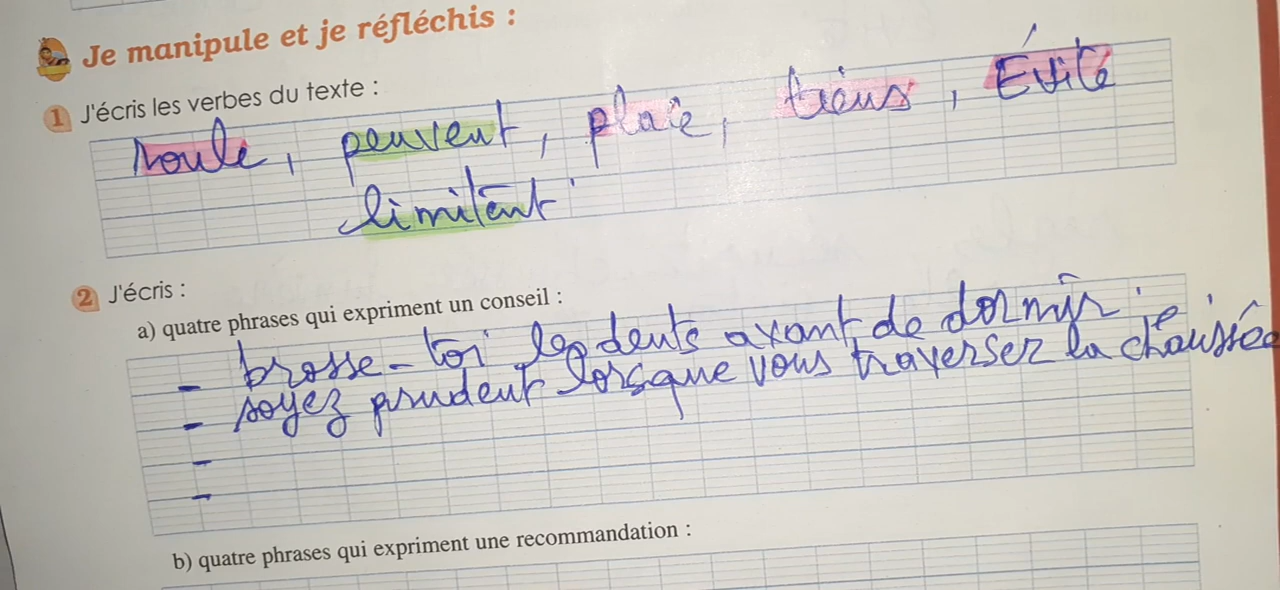 Je manipule et je réfléchis :
1 J'écris les verbes du texte :
roule, peuvent, place, tiens, Évite
limitent
2 J'écris :
a) quatre phrases qui expriment un conseil :
- brosse-toi les dents avant de dormir.
- soyez prudent lorsque vous traversez la chaussée
-
-
b) quatre phrases qui expriment une recommandation :